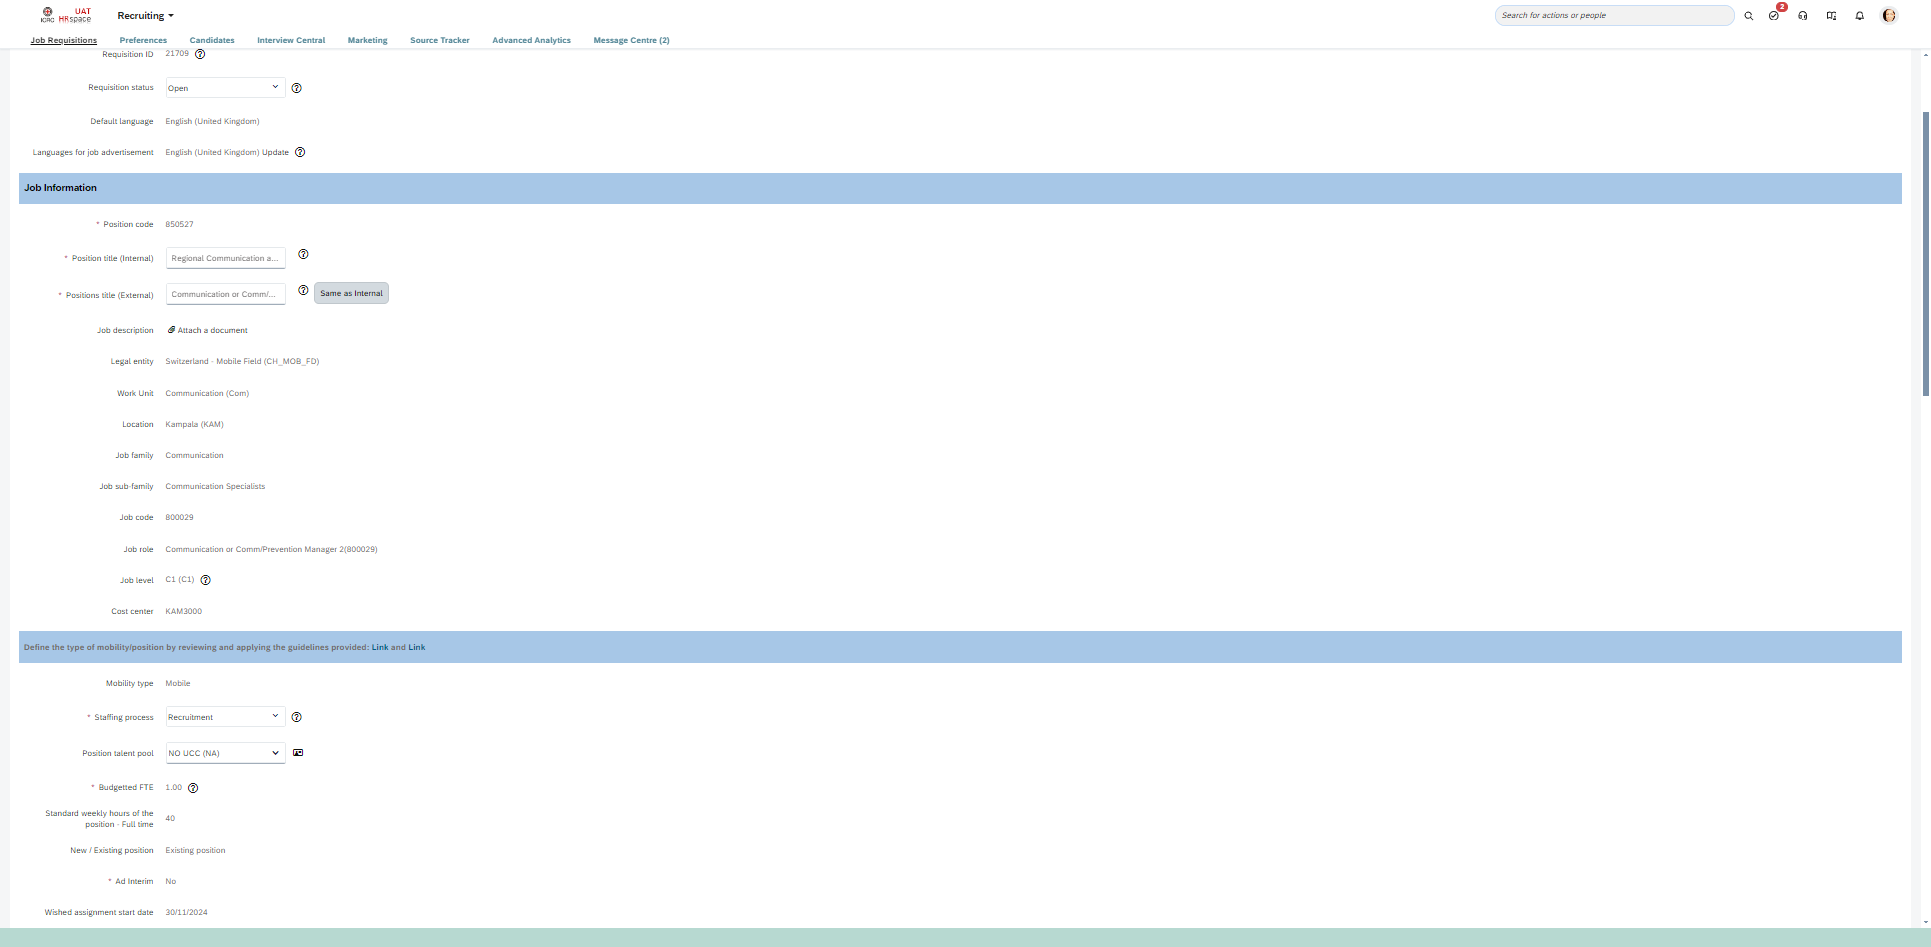 ICRC UAT HRspace Recruiting Search for actions or people 2
Job Requisitions Preferences Candidates Interview Central Marketing Source Tracker Advanced Analytics Message Centre (2)
Requisition ID 21709
Requisition status Open
Default language English (United Kingdom)
Languages for job advertisement English (United Kingdom) Update
Job Information
* Position code 850527
* Position title (Internal) Regional Communication a...
* Positions title (External) Communication or Comm/... Same as Internal
Job description Attach a document
Legal entity Switzerland - Mobile Field (CH_MOB_FD)
Work Unit Communication (Com)
Location Kampala (KAM)
Job family Communication
Job sub-family Communication Specialists
Job code 800029
Job role Communication or Comm/Prevention Manager 2(800029)
Job level C1 (C1)
Cost center KAM3000
Define the type of mobility/position by reviewing and applying the guidelines provided: Link and Link
Mobility type Mobile
* Staffing process Recruitment
Position talent pool NO UCC (NA)
* Budgetted FTE 1.00
Standard weekly hours of the
position - Full time 40
New / Existing position Existing position
* Ad Interim No
Wished assignment start date 30/11/2024